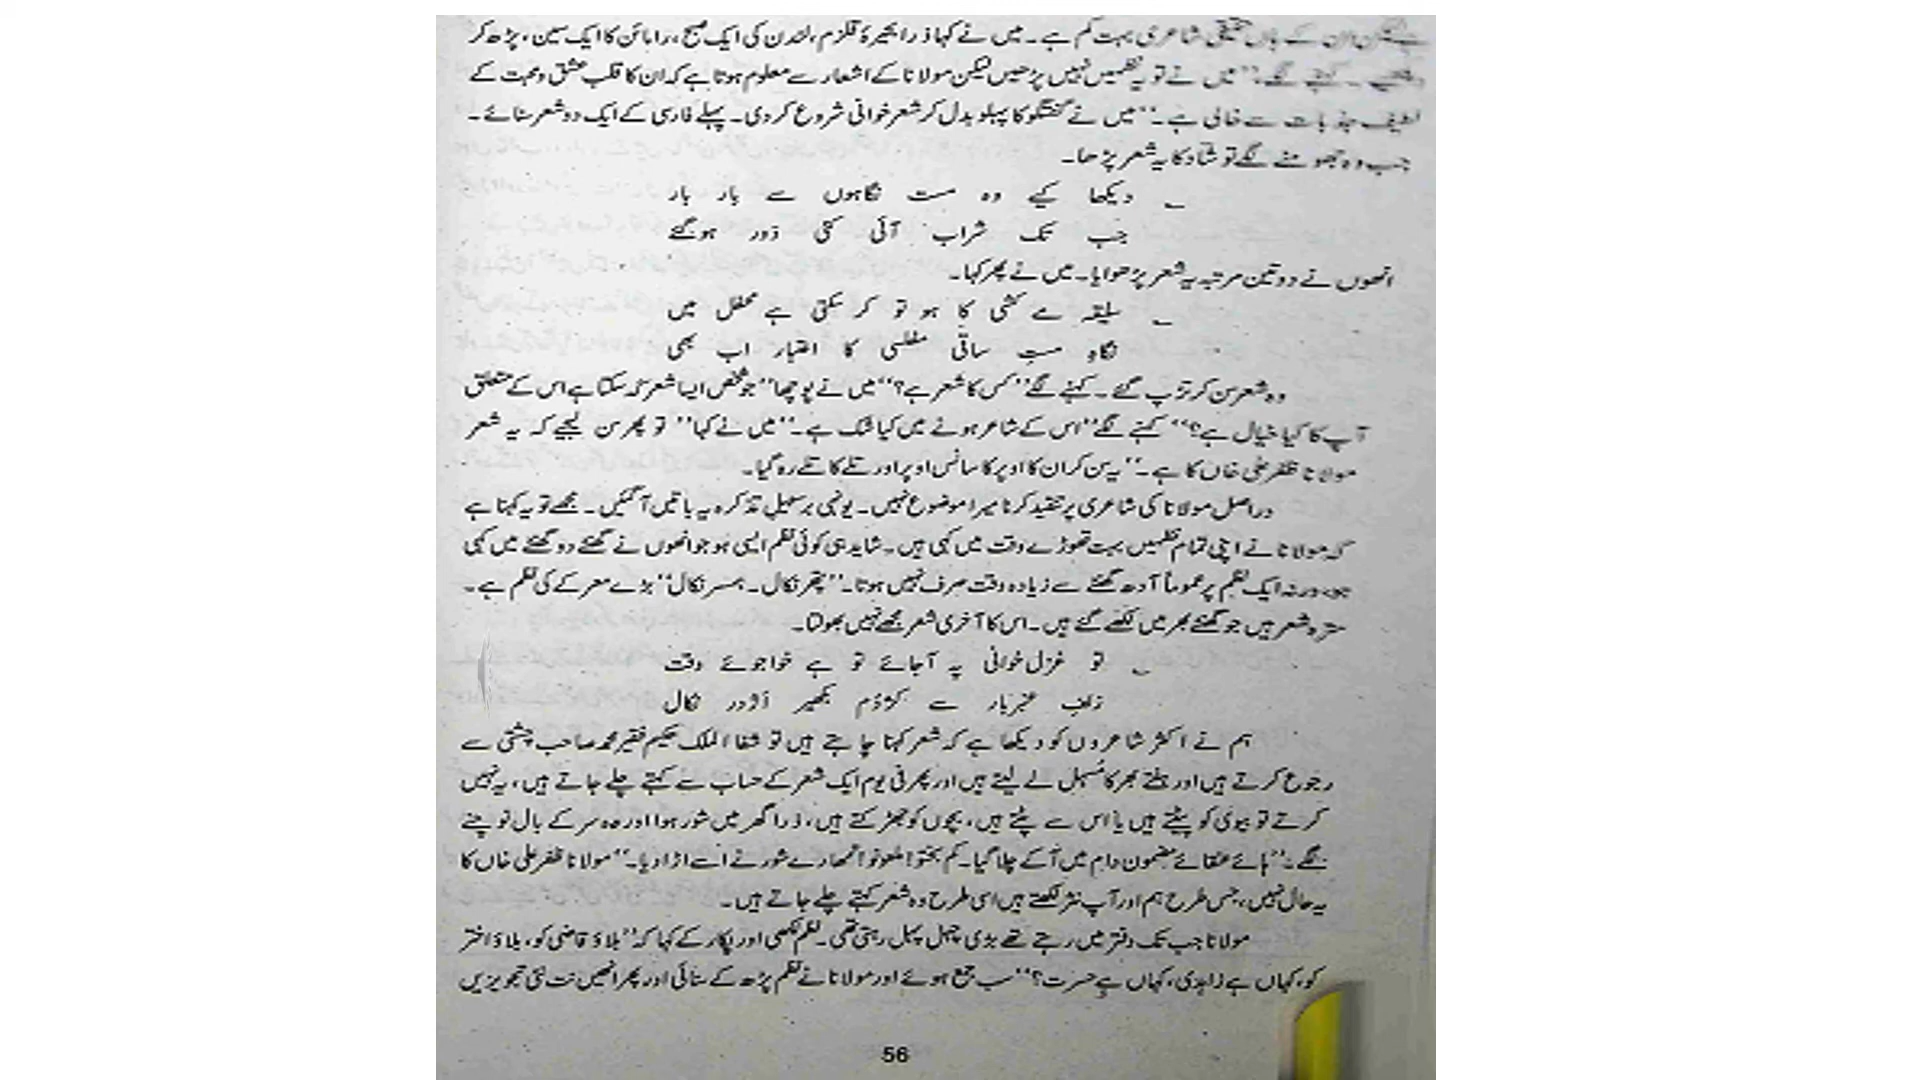 ہے لیکن ان کے ہاں حقیقی شاعری بہت کم ہے۔ میں نے کہا ذرا بحیرۂ قلزم، لندن کی ایک صبح، راماین کا ایک سین، پڑھ کر
دیکھیے۔ کہنے لگے۔ ’’میں نے تو یہ نظمیں نہیں پڑھیں لیکن مولانا کے اشعار سے معلوم ہوتا ہے کہ ان کا قلب عشق و محبت کے
لطیف جذبات سے خالی ہے۔‘‘ میں نے گفتگو کا پہلو بدل کر شعر خوانی شروع کر دی۔ پہلے فارسی کے ایک دو شعر سنائے۔
جب وہ جھومنے لگے تو شاؔد کا یہ شعر پڑھا۔
؎ دیکھا کیے وہ مست نگاہوں سے بار بار
جب تک شراب آئی کئی دَور ہو گئے
انھوں نے دو تین مرتبہ یہ شعر پڑھوایا۔ میں نے پھر کہا۔
؎ سلیقہ مے کشی کا ہو تو کر سکتی ہے محفل میں
نگاہِ مستِ ساقی مفلسی کا اعتبار اب بھی
وہ شعر سن کر تڑپ گئے۔ کہنے لگے ’’کس کا شعر ہے؟‘‘ میں نے پوچھا ’’جو شخص ایسا شعر کہہ سکتا ہے اس کے متعلق
آپ کا کیا خیال ہے؟‘‘ کہنے لگے ’’اس کے شاعر ہونے میں کیا شک ہے۔‘‘ میں نے کہا ’’تو پھر سن لیجیے کہ یہ شعر
مولانا ظفر علی خاں کا ہے۔‘‘ یہ سن کر ان کا اوپر کا سانس اوپر اور تلے کا تلے رہ گیا۔
دراصل مولانا کی شاعری پر تنقید کرنا میرا موضوع نہیں۔ یونہی بر سبیلِ تذکرہ یہ باتیں آ گئیں۔ مجھے تو یہ کہنا ہے
کہ مولانا نے اپنی تمام نظمیں بہت تھوڑے وقت میں کہی ہیں۔ شاید ہی کوئی نظم ایسی ہو جو انھوں نے گھنٹے دو گھنٹے میں کہی
ہو، ورنہ ایک نظم پر عموماً آدھ گھنٹے سے زیادہ وقت صرف نہیں ہوتا۔ ’’پتھر نکال۔ ہمسر نکال‘‘ بڑے معرکے کی نظم ہے۔
سترہ شعر ہیں جو گھنٹے بھر میں لکھے گئے ہیں۔ اس کا آخری شعر مجھے نہیں بھولتا۔
؎ تو غزل خوانی پہ آ جائے تو ہے خواجوئے وقت
زلفِ عنبر بار سے کژدُم بکھیر اژدر نکال
ہم نے اکثر شاعروں کو دیکھا ہے کہ شعر کہنا چاہتے ہیں تو شفاء الملک حکیم فقیر محمد صاحب چشتی سے
رجوع کرتے ہیں اور ہفتے بھر کا مُسہل لے لیتے ہیں اور پھر فی یوم ایک شعر کے حساب سے کہتے چلے جاتے ہیں، یہ نہیں
کرتے تو بیوی کو پیٹتے ہیں یا اس سے پٹتے ہیں، بچوں کو جھڑکتے ہیں، ذرا گھر میں شور ہوا اور وہ سر کے بال نوچنے
لگے۔ ’’ہائے عنقائے مضمون دام میں آ کے چلا گیا۔ کم بختو! ملعونو! تمھارے شور نے اسے اڑا دیا۔‘‘ مولانا ظفر علی خاں کا
یہ حال نہیں، جس طرح ہم اور آپ نثر لکھتے ہیں اسی طرح وہ شعر کہتے چلے جاتے ہیں۔
مولانا جب تک دفتر میں رہتے تھے بڑی چہل پہل رہتی تھی۔ نظم لکھی اور پکار کے کہا کہ ’’بلاؤ قاضی کو، بلاؤ اختر
کو، کہاں ہے زاہدی، کہاں ہے حسرت؟‘‘ سب جمع ہوئے اور مولانا نے نظم پڑھ کے سنائی اور پھر انھیں نت نئی تجویزیں
56